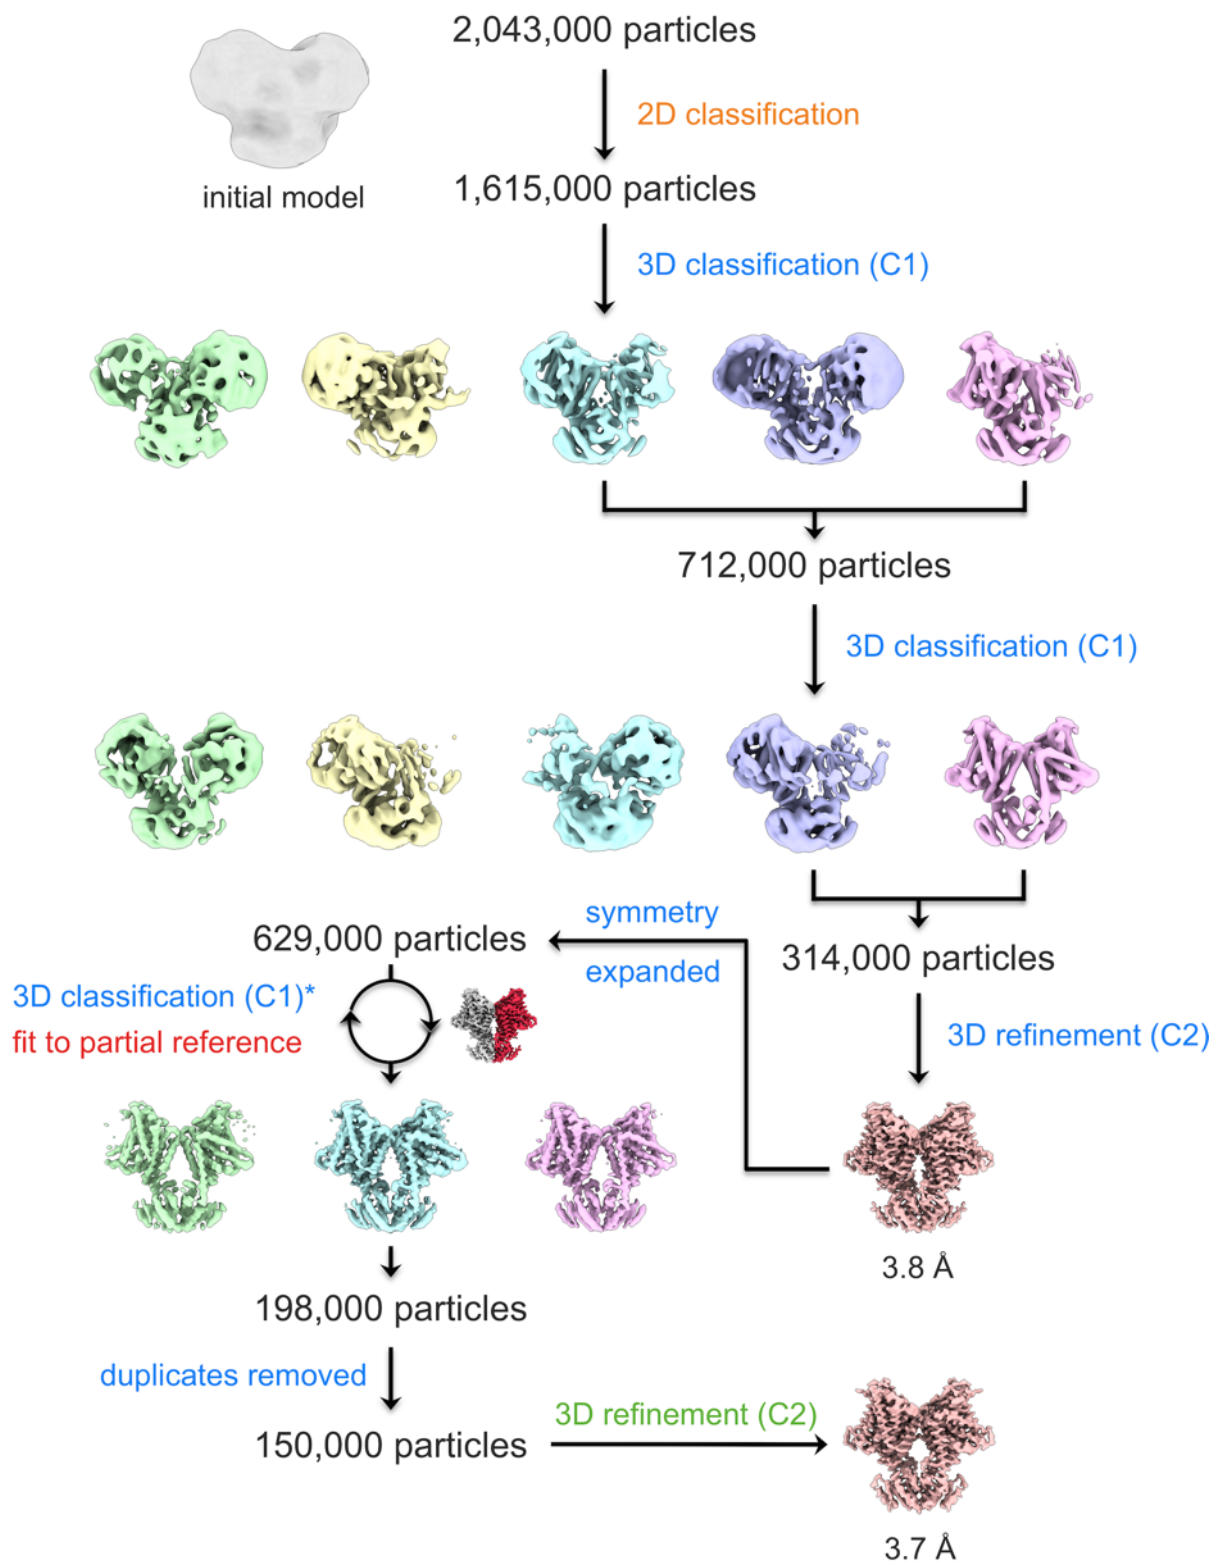 2,043,000 particles
2D classification
initial model
1,615,000 particles
3D classification (C1)
712,000 particles
3D classification (C1)
symmetry
629,000 particles
expanded
314,000 particles
3D classification (C1)*
fit to partial reference
3D refinement (C2)
3.8 Å
198,000 particles
duplicates removed
150,000 particles
3D refinement (C2)
3.7 Å